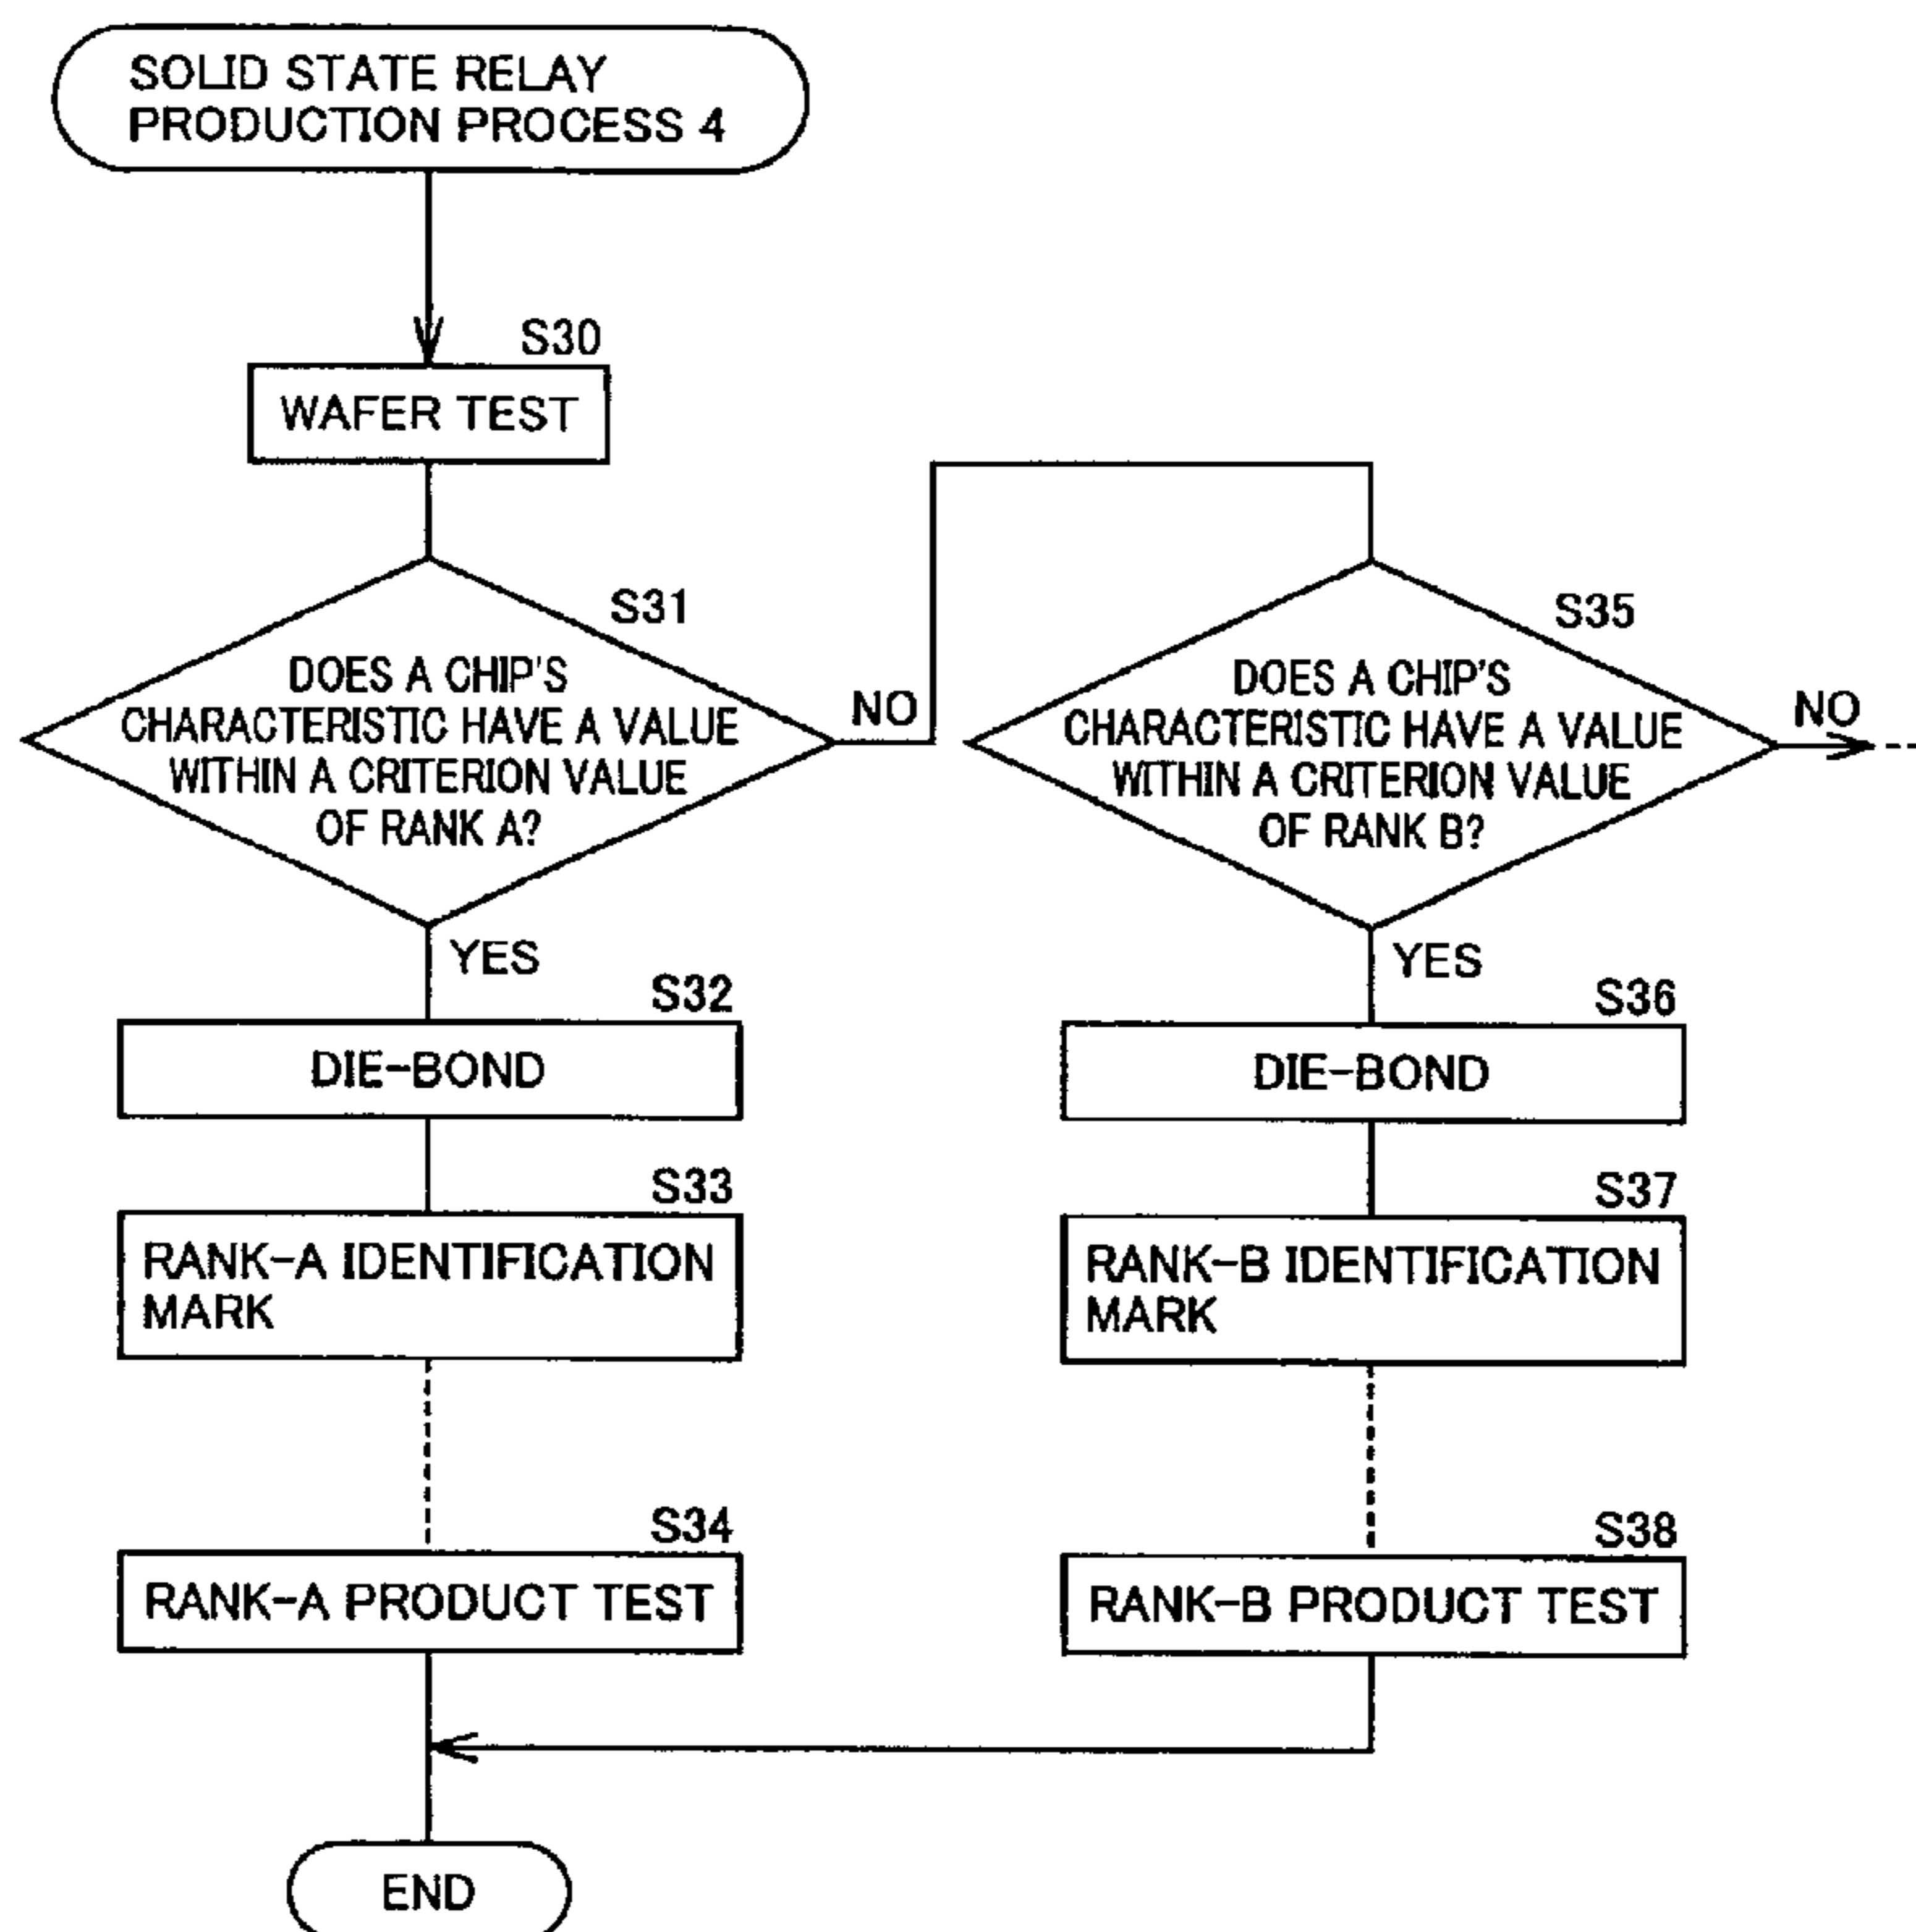 SOLID STATE RELAY
PRODUCTION PROCESS 4
S30
WAFER TEST
S31
DOES A CHIP'S
CHARACTERISTIC HAVE A VALUE
WITHIN A CRITERION VALUE
OF RANK A?
NO
YES
S32
DIE-BOND
S33
RANK-A IDENTIFICATION
MARK
S34
RANK-A PRODUCT TEST
S35
DOES A CHIP'S
CHARACTERISTIC HAVE A VALUE
WITHIN A CRITERION VALUE
OF RANK B?
NO
YES
S36
DIE-BOND
S37
RANK-B IDENTIFICATION
MARK
S38
RANK-B PRODUCT TEST
END